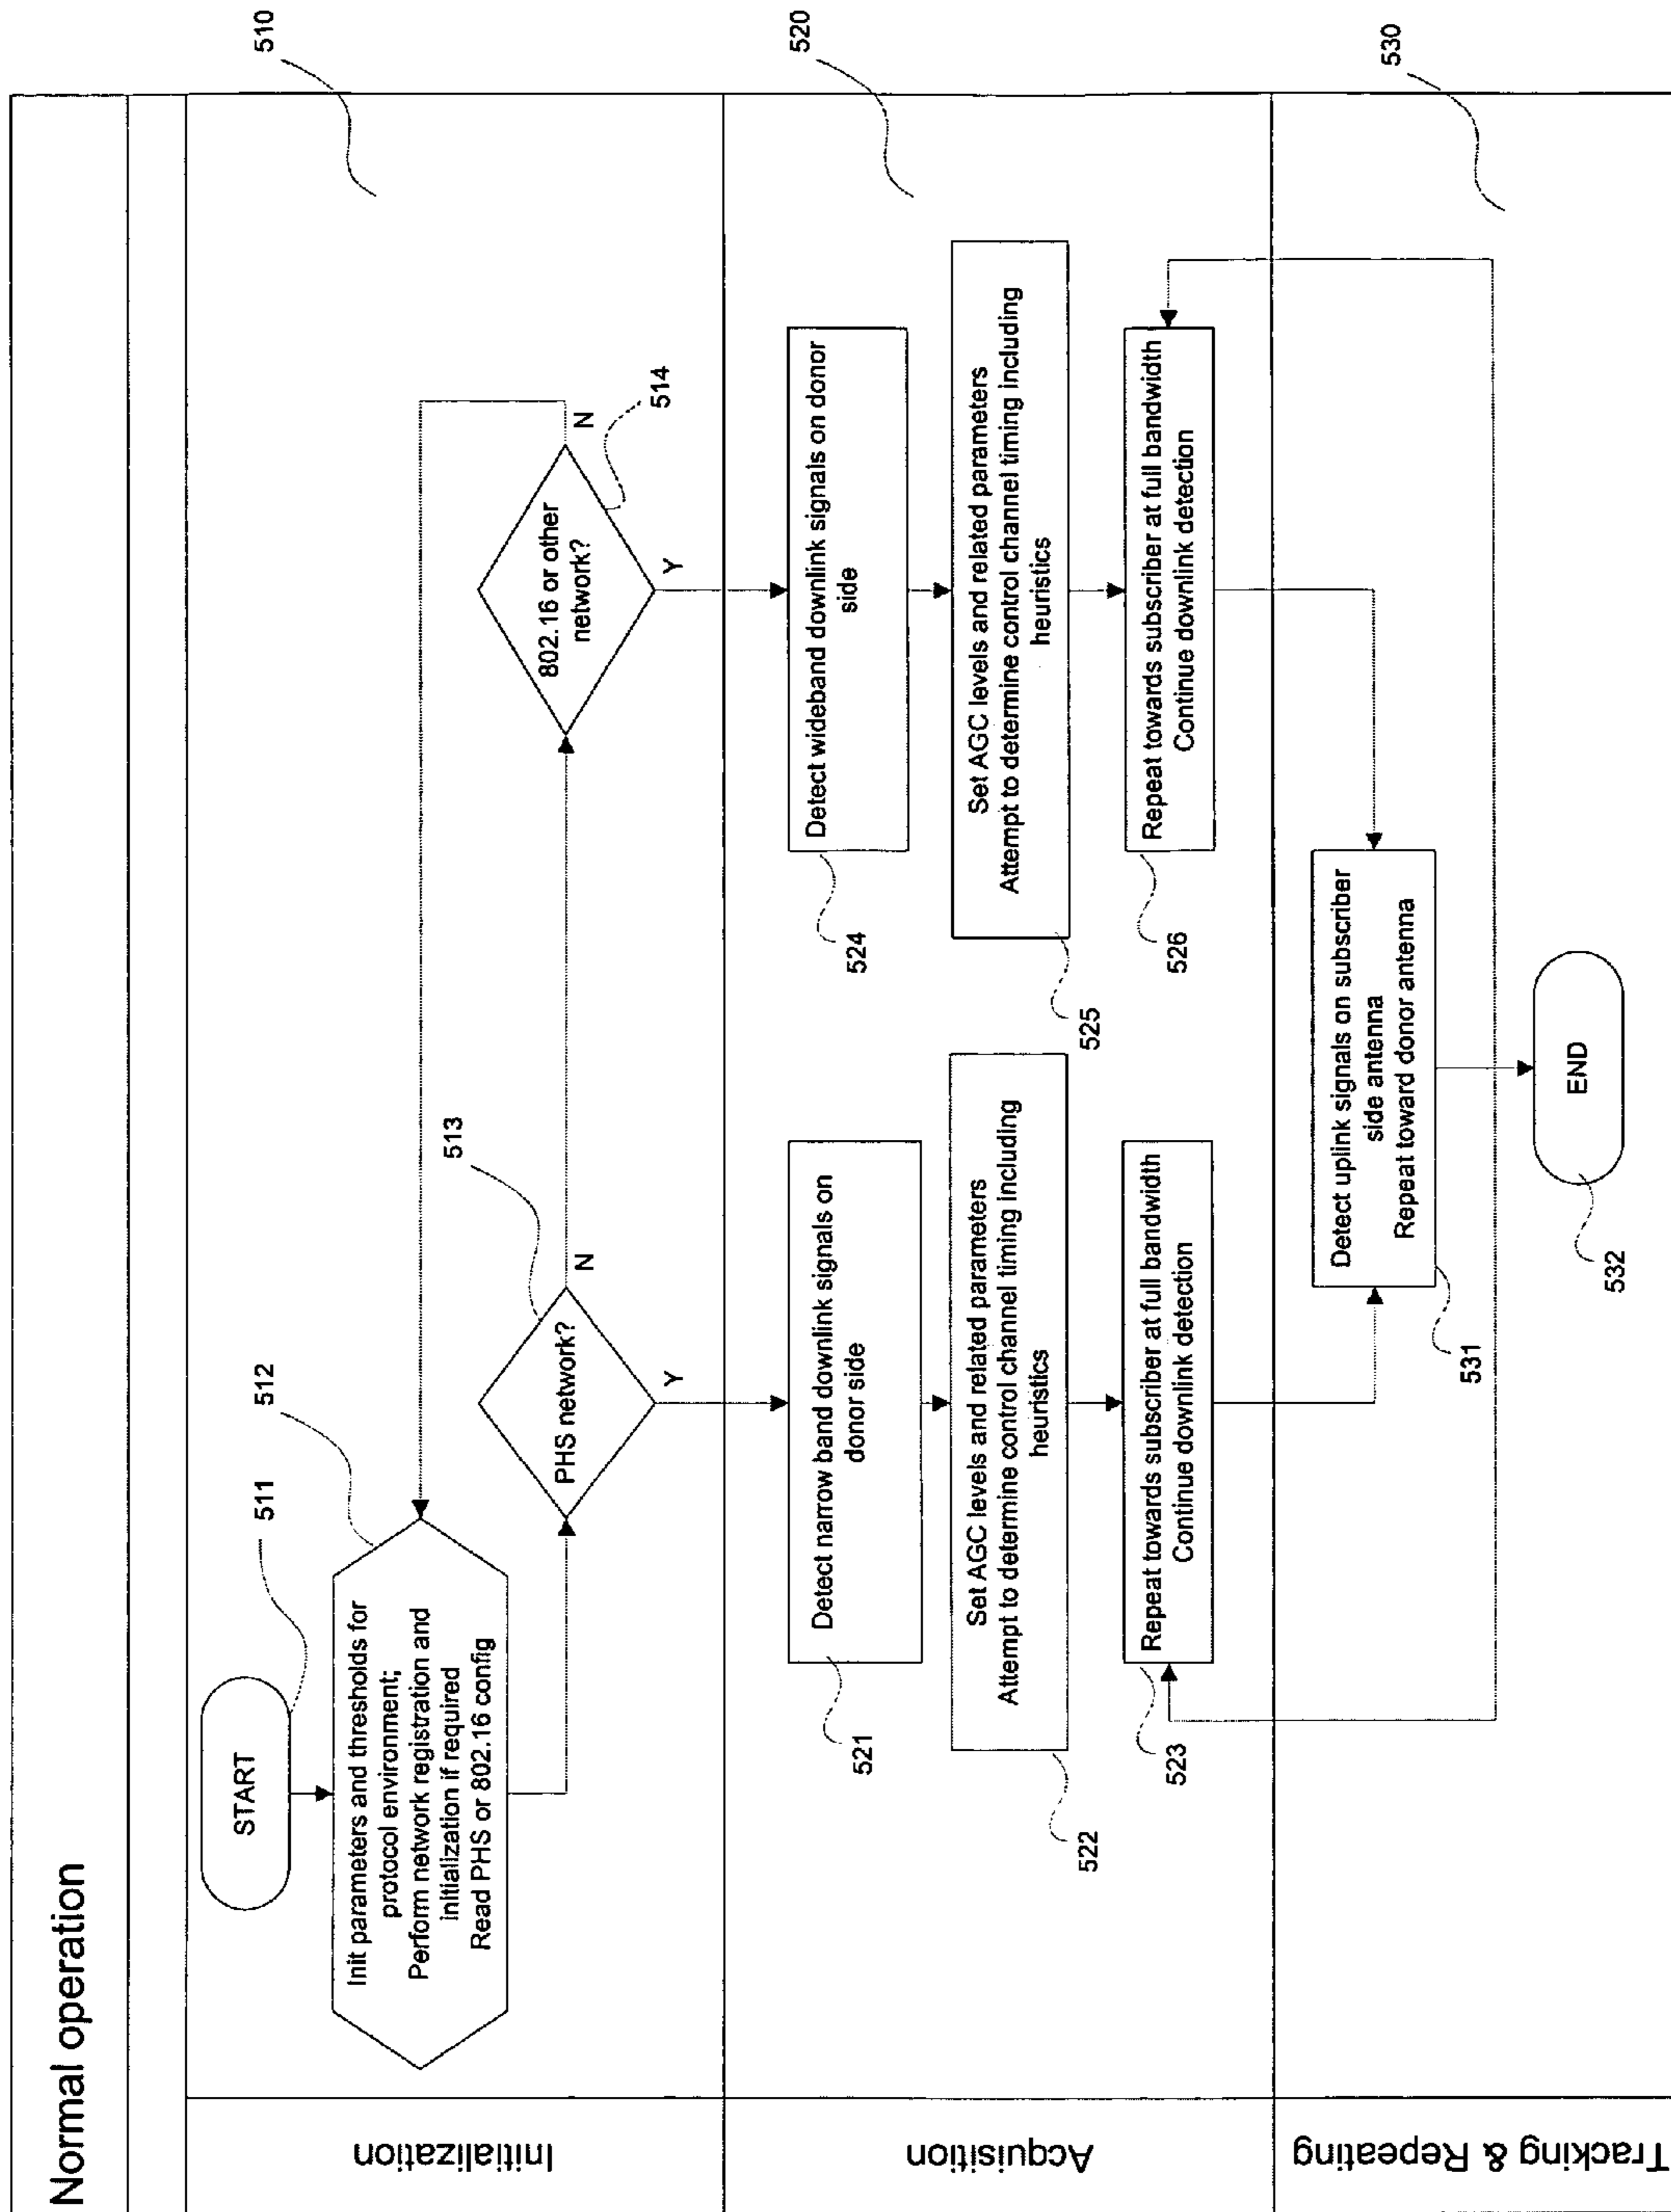 Normal operation
Initialization
510
START
511
Init parameters and thresholds for
protocol environment;
Perform network registration and
initialization if required
Read PHS or 802.16 config
512
PHS network?
513
N
Y
802.16 or other
network?
514
N
Y
Acquisition
520
Detect narrow band downlink signals on
donor side
521
Set AGC levels and related parameters
Attempt to determine control channel timing including
heuristics
522
Repeat towards subscriber at full bandwidth
Continue downlink detection
523
Detect wideband downlink signals on donor
side
524
Set AGC levels and related parameters
Attempt to determine control channel timing including
heuristics
525
Repeat towards subscriber at full bandwidth
Continue downlink detection
526
Tracking & Repeating
530
Detect uplink signals on subscriber
side antenna
Repeat toward donor antenna
531
END
532